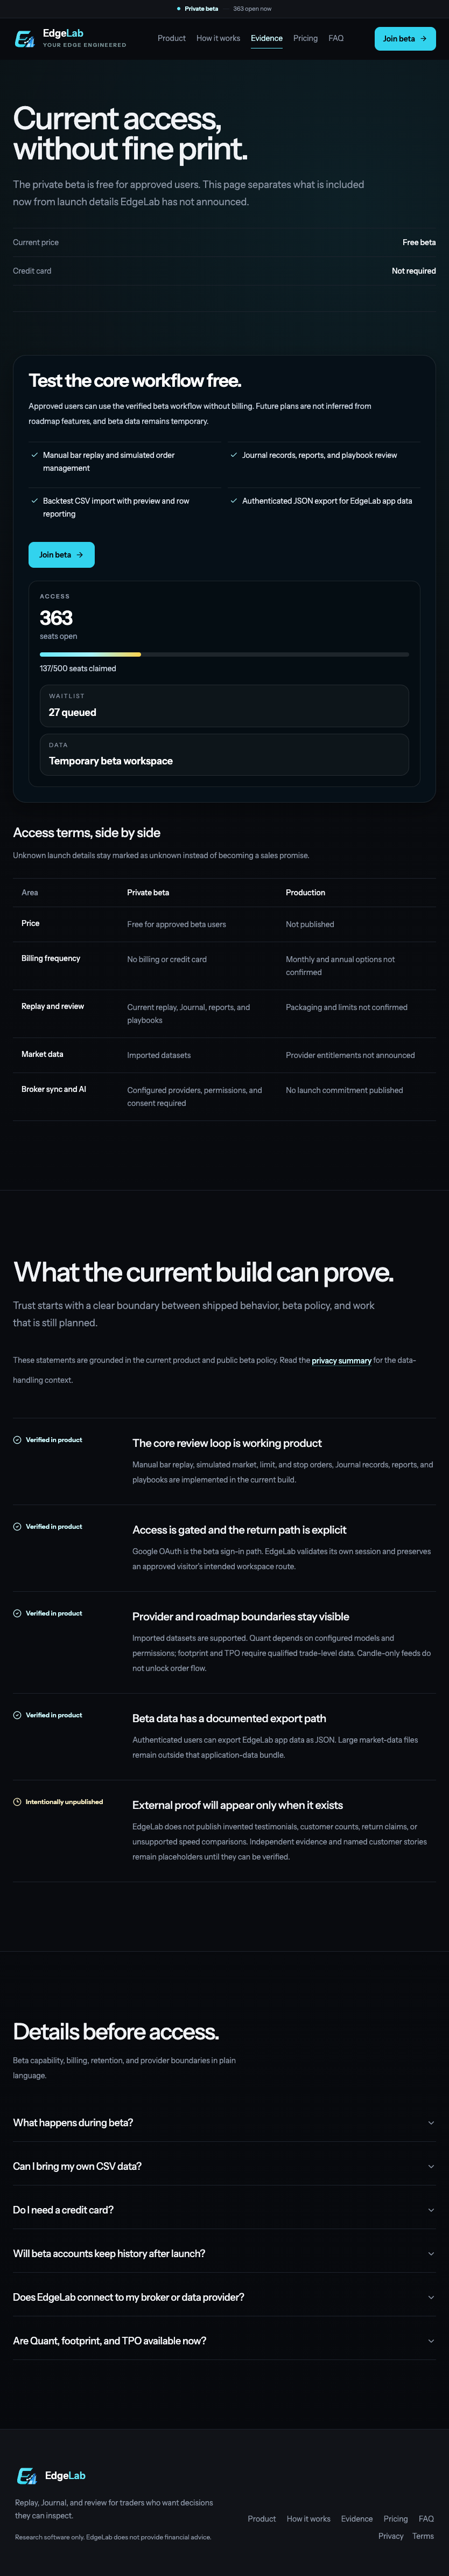 Private beta 363 open now
EdgeLab
YOUR EDGE ENGINEERED
Product How it works Evidence Pricing FAQ
Join beta
Current access,
without fine print.
The private beta is free for approved users. This page separates what is included
now from launch details EdgeLab has not announced.
Current price Free beta
Credit card Not required
Test the core workflow free.
Approved users can use the verified beta workflow without billing. Future plans are not inferred from
roadmap features, and beta data remains temporary.
Manual bar replay and simulated order
management
Journal records, reports, and playbook review
Backtest CSV import with preview and row
reporting
Authenticated JSON export for EdgeLab app data
Join beta
ACCESS
363
seats open
137/500 seats claimed
WAITLIST
27 queued
DATA
Temporary beta workspace
Access terms, side by side
Unknown launch details stay marked as unknown instead of becoming a sales promise.
Area Private beta Production
Price Free for approved beta users Not published
Billing frequency No billing or credit card Monthly and annual options not
confirmed
Replay and review Current replay, Journal, reports, and
playbooks
Packaging and limits not confirmed
Market data Imported datasets Provider entitlements not announced
Broker sync and AI Configured providers, permissions, and
consent required
No launch commitment published
What the current build can prove.
Trust starts with a clear boundary between shipped behavior, beta policy, and work
that is still planned.
These statements are grounded in the current product and public beta policy. Read the privacy summary for the data-
handling context.
Verified in product
The core review loop is working product
Manual bar replay, simulated market, limit, and stop orders, Journal records, reports, and
playbooks are implemented in the current build.
Verified in product
Access is gated and the return path is explicit
Google OAuth is the beta sign-in path. EdgeLab validates its own session and preserves
an approved visitor's intended workspace route.
Verified in product
Provider and roadmap boundaries stay visible
Imported datasets are supported. Quant depends on configured models and
permissions; footprint and TPO require qualified trade-level data. Candle-only feeds do
not unlock order flow.
Verified in product
Beta data has a documented export path
Authenticated users can export EdgeLab app data as JSON. Large market-data files
remain outside that application-data bundle.
Intentionally unpublished
External proof will appear only when it exists
EdgeLab does not publish invented testimonials, customer counts, return claims, or
unsupported speed comparisons. Independent evidence and named customer stories
remain placeholders until they can be verified.
Details before access.
Beta capability, billing, retention, and provider boundaries in plain
language.
What happens during beta?
Can I bring my own CSV data?
Do I need a credit card?
Will beta accounts keep history after launch?
Does EdgeLab connect to my broker or data provider?
Are Quant, footprint, and TPO available now?
EdgeLab
Replay, Journal, and review for traders who want decisions
they can inspect.
Research software only. EdgeLab does not provide financial advice.
Product How it works Evidence Pricing FAQ
Privacy Terms